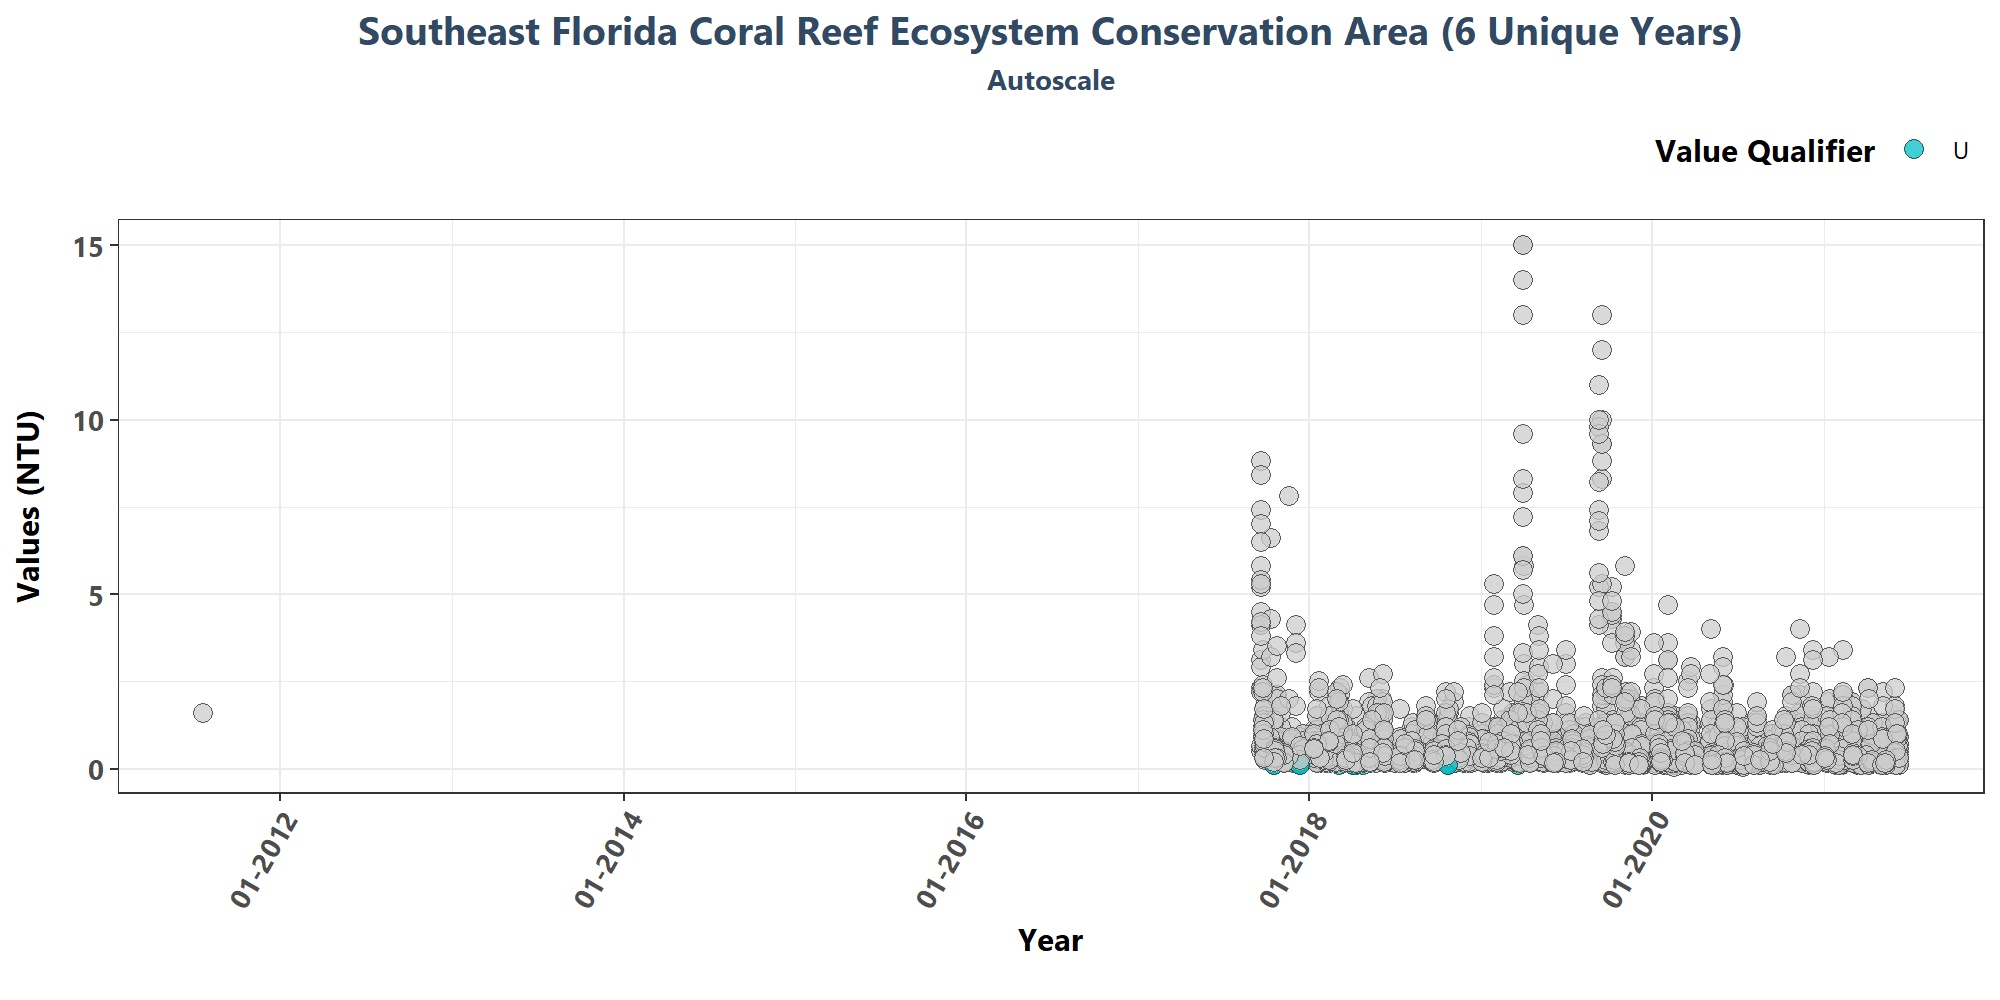 Southeast Florida Coral Reef Ecosystem Conservation Area (6 Unique Years)
Autoscale
Value Qualifier U
15
10
5
0
Values (NTU)
01-2012
01-2014
01-2016
01-2018
01-2020
Year